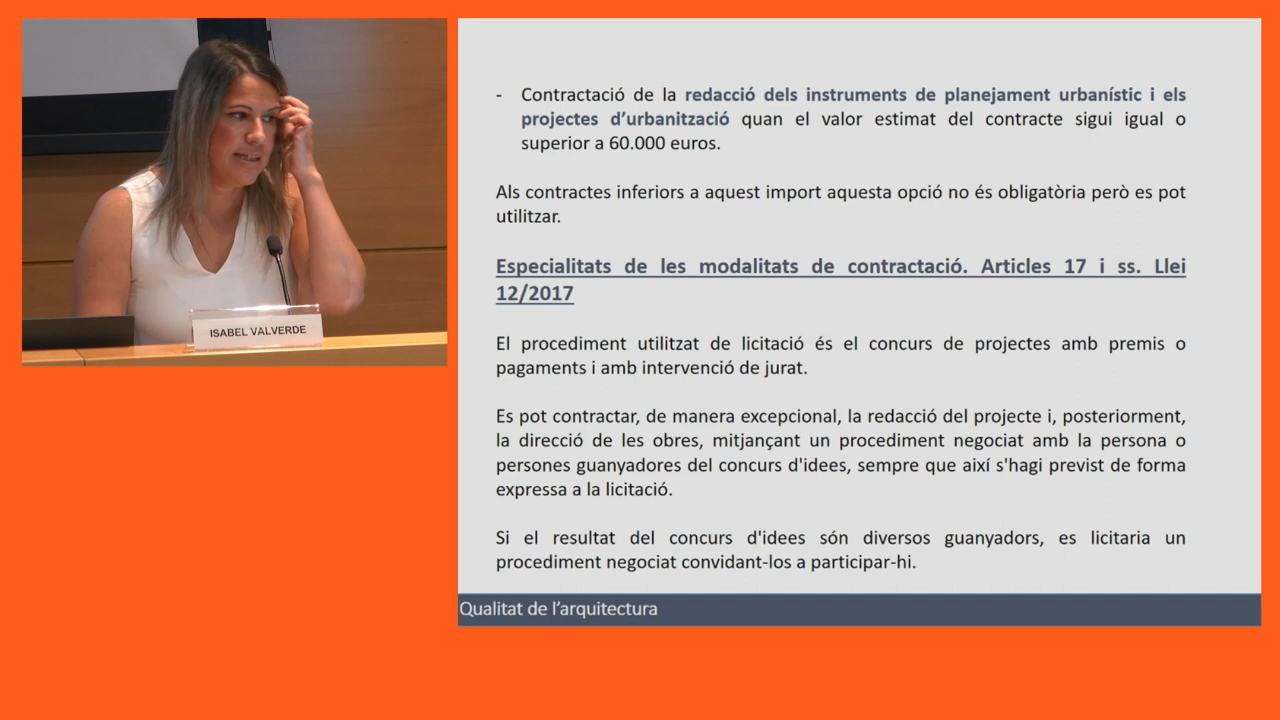 ISABEL VALVERDE
- Contractació de la redacció dels instruments de planejament urbanístic i els
projectes d’urbanització quan el valor estimat del contracte sigui igual o
superior a 60.000 euros.
Als contractes inferiors a aquest import aquesta opció no és obligatòria però es pot
utilitzar.
Especialitats de les modalitats de contractació. Articles 17 i ss. Llei
12/2017
El procediment utilitzat de licitació és el concurs de projectes amb premis o
pagaments i amb intervenció de jurat.
Es pot contractar, de manera excepcional, la redacció del projecte i, posteriorment,
la direcció de les obres, mitjançant un procediment negociat amb la persona o
persones guanyadores del concurs d'idees, sempre que així s'hagi previst de forma
expressa a la licitació.
Si el resultat del concurs d'idees són diversos guanyadors, es licitaria un
procediment negociat convidant-los a participar-hi.
Qualitat de l’arquitectura